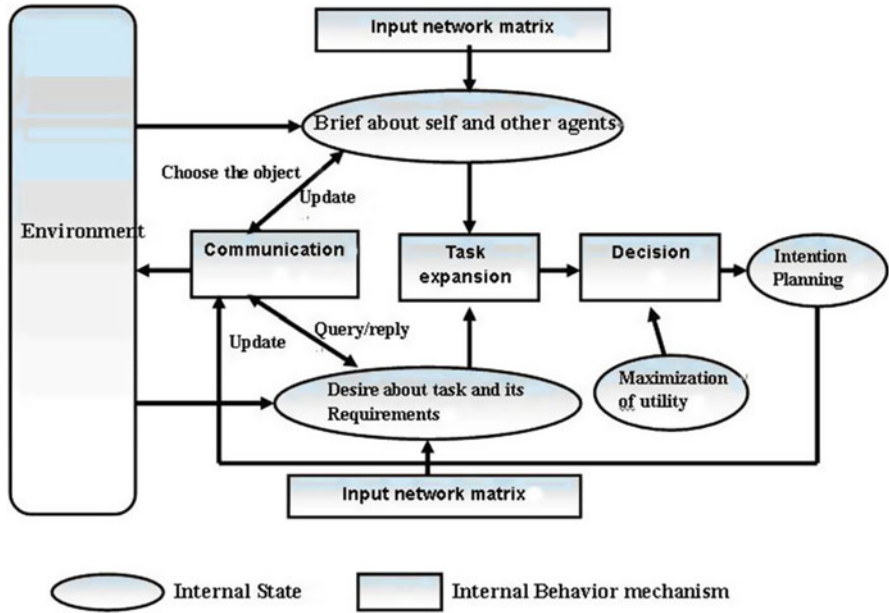 Input network matrix
Brief about self and other agents
Choose the object
Update
Environment
Communication
Task
expansion
Decision
Intention
Planning
Query/reply
Update
Desire about task and its
Requirements
Maximization
of utility
Input network matrix
Internal State
Internal Behavior mechanism